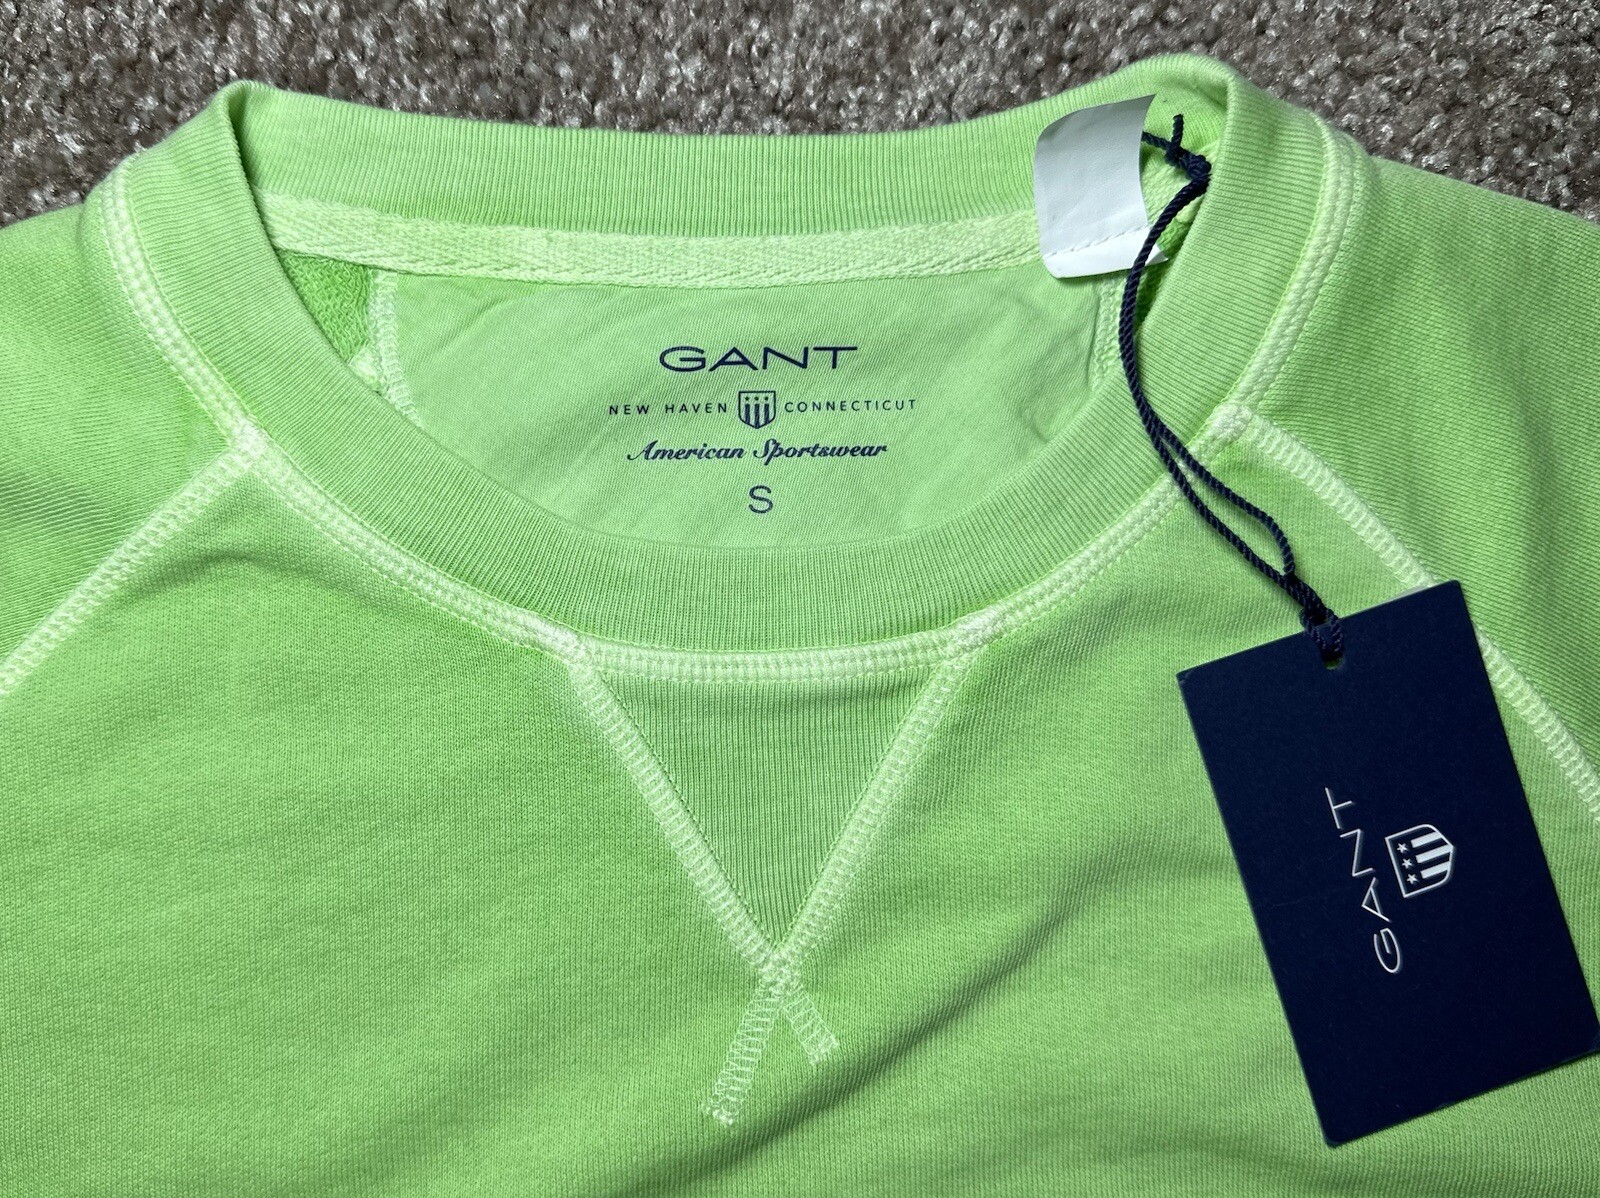 GANT
NEW HAVEN CONNECTICUT
American Sportswear
S
GANT